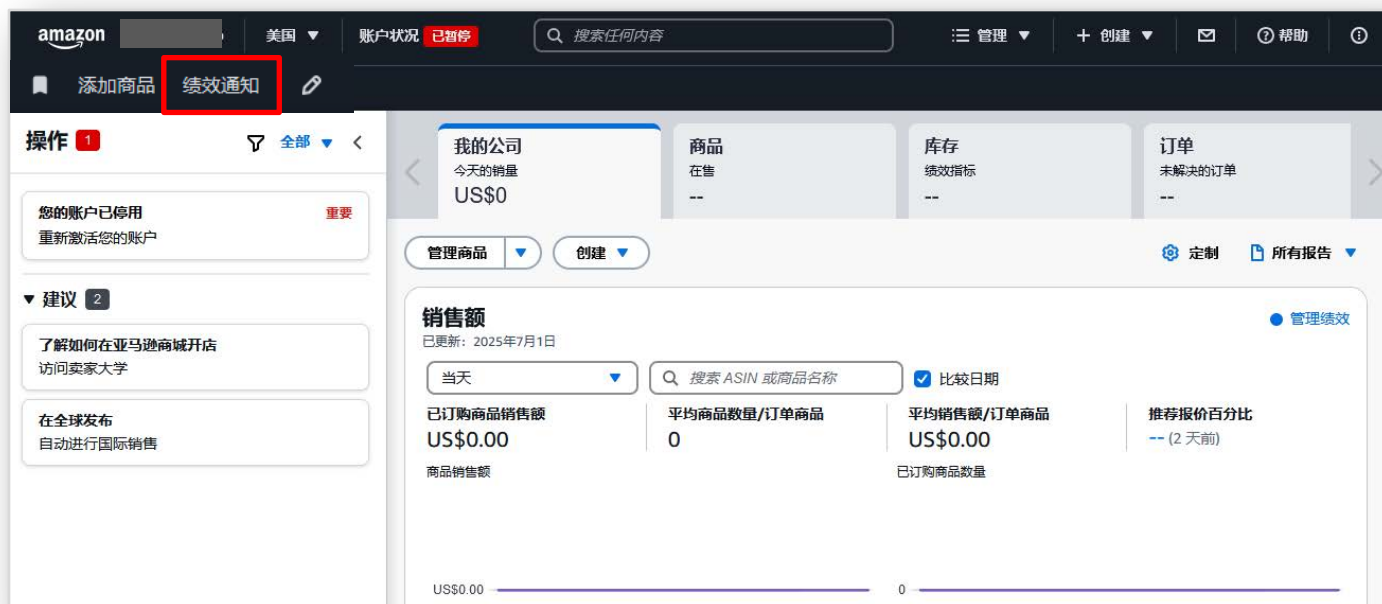 amazon 美国 账户状况 已暂停 搜索任何内容 管理 创建 帮助
添加商品 绩效通知
操作 1 全部
您的账户已停用 重要
重新激活您的账户
建议 2
了解如何在亚马逊商城开店
访问卖家大学
在全球发布
自动进行国际销售
我的公司 商品 库存 订单
今天的销量 在售 绩效指标 未解决的订单
US$0 -- -- --
管理商品 创建 定制 所有报告
销售额 管理绩效
已更新：2025年7月1日
当天 搜索 ASIN 或商品名称 比较日期
已订购商品销售额 平均商品数量/订单商品 平均销售额/订单商品 推荐报价百分比
US$0.00 0 US$0.00 -- (2 天前)
商品销售额 已订购商品数量
US$0.00 0